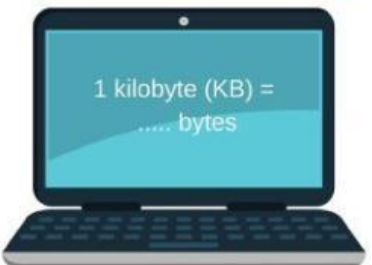 1 kilobyte (KB) =
..... bytes